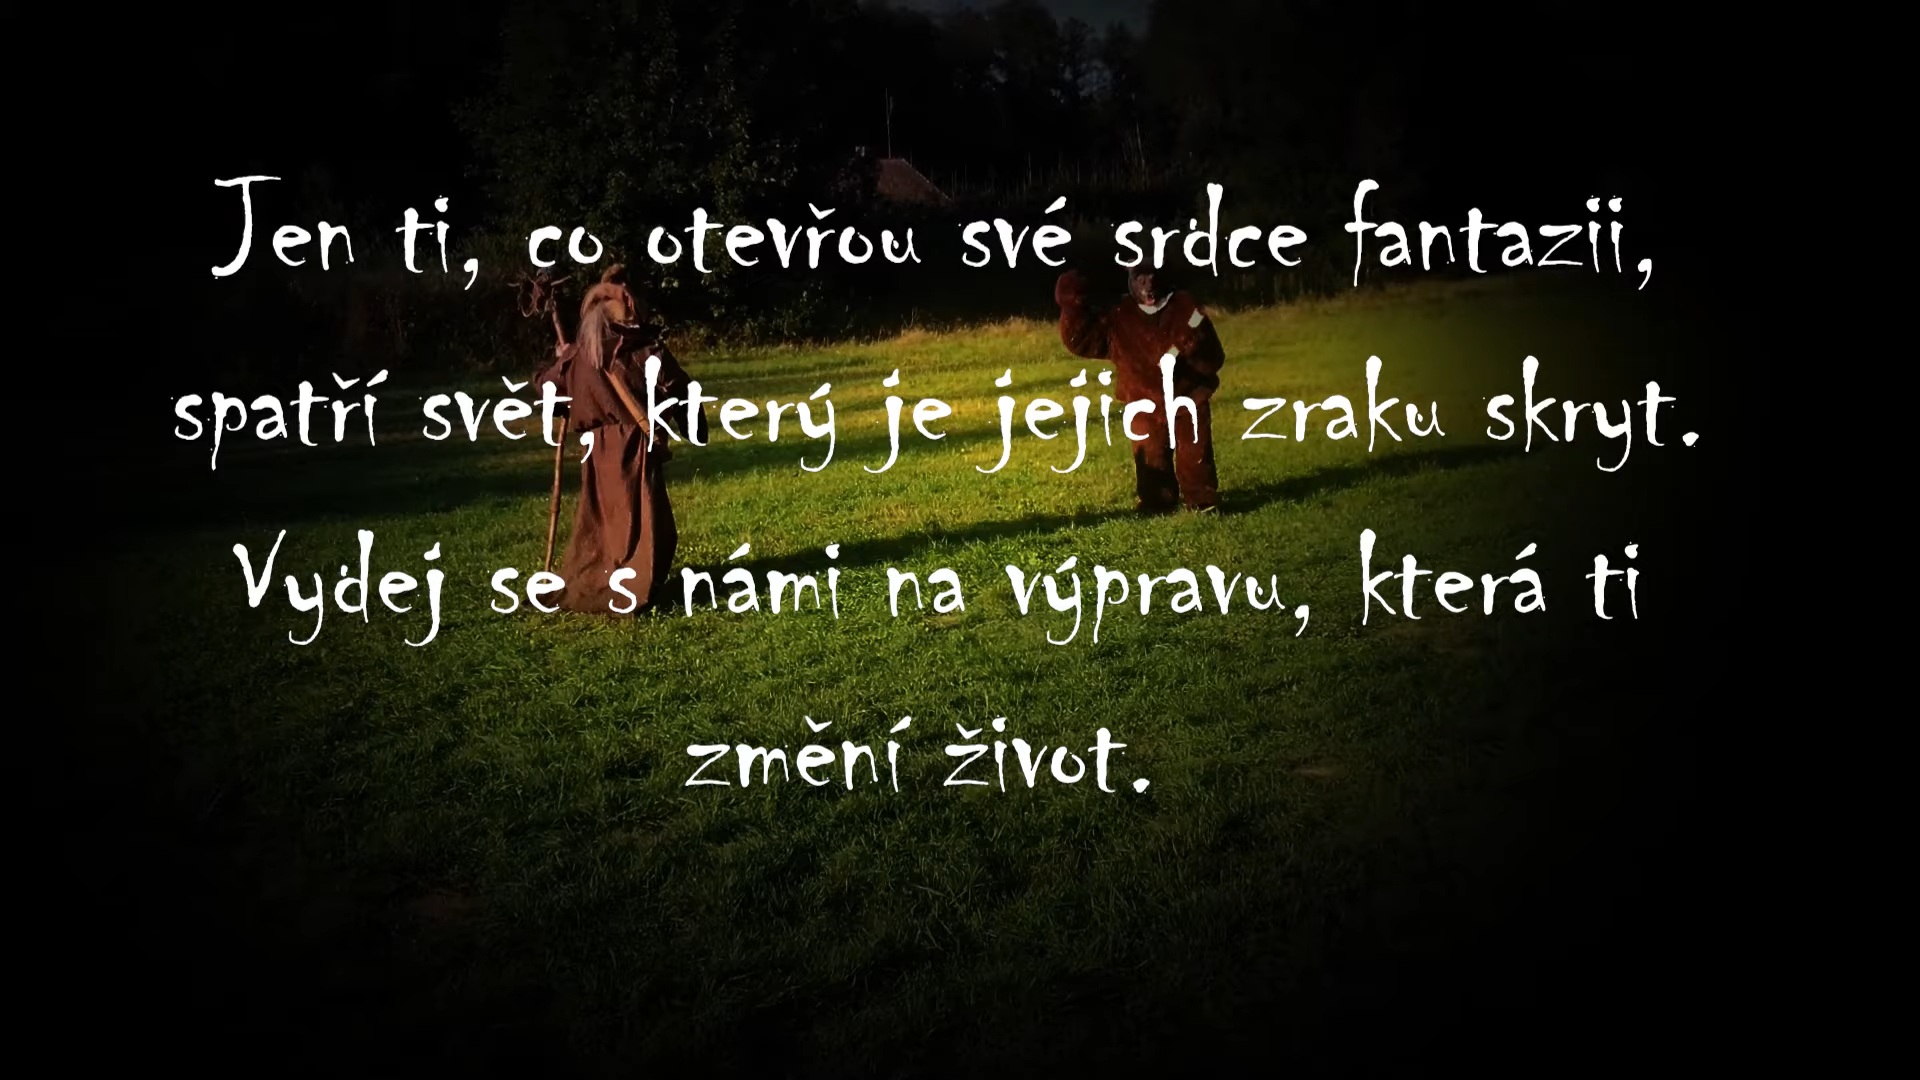 Jen ti, co otevřou své srdce fantazii,
spatří svět, který je jejich zraku skryt.
Vydej se s námi na výpravu, která ti
změní život.